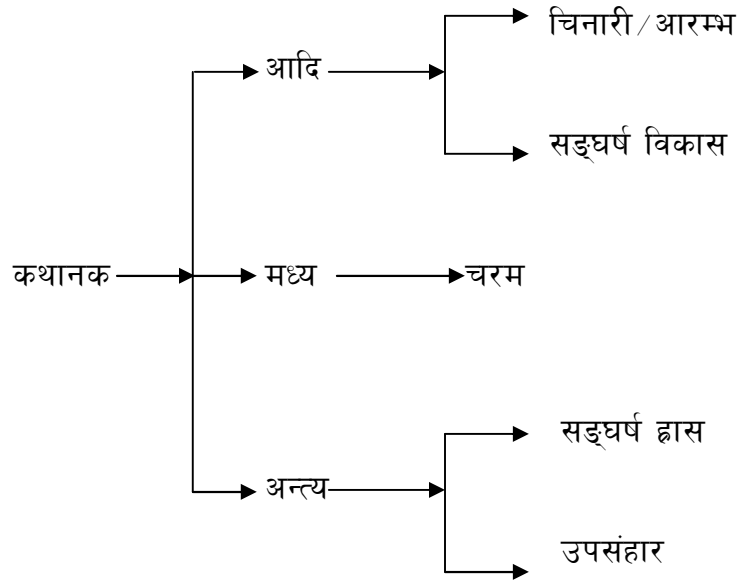 चिनारी/आरम्भ
आदि
सङ्घर्ष विकास
कथानक
मध्य
चरम
सङ्घर्ष ह्रास
अन्त्य
उपसंहार